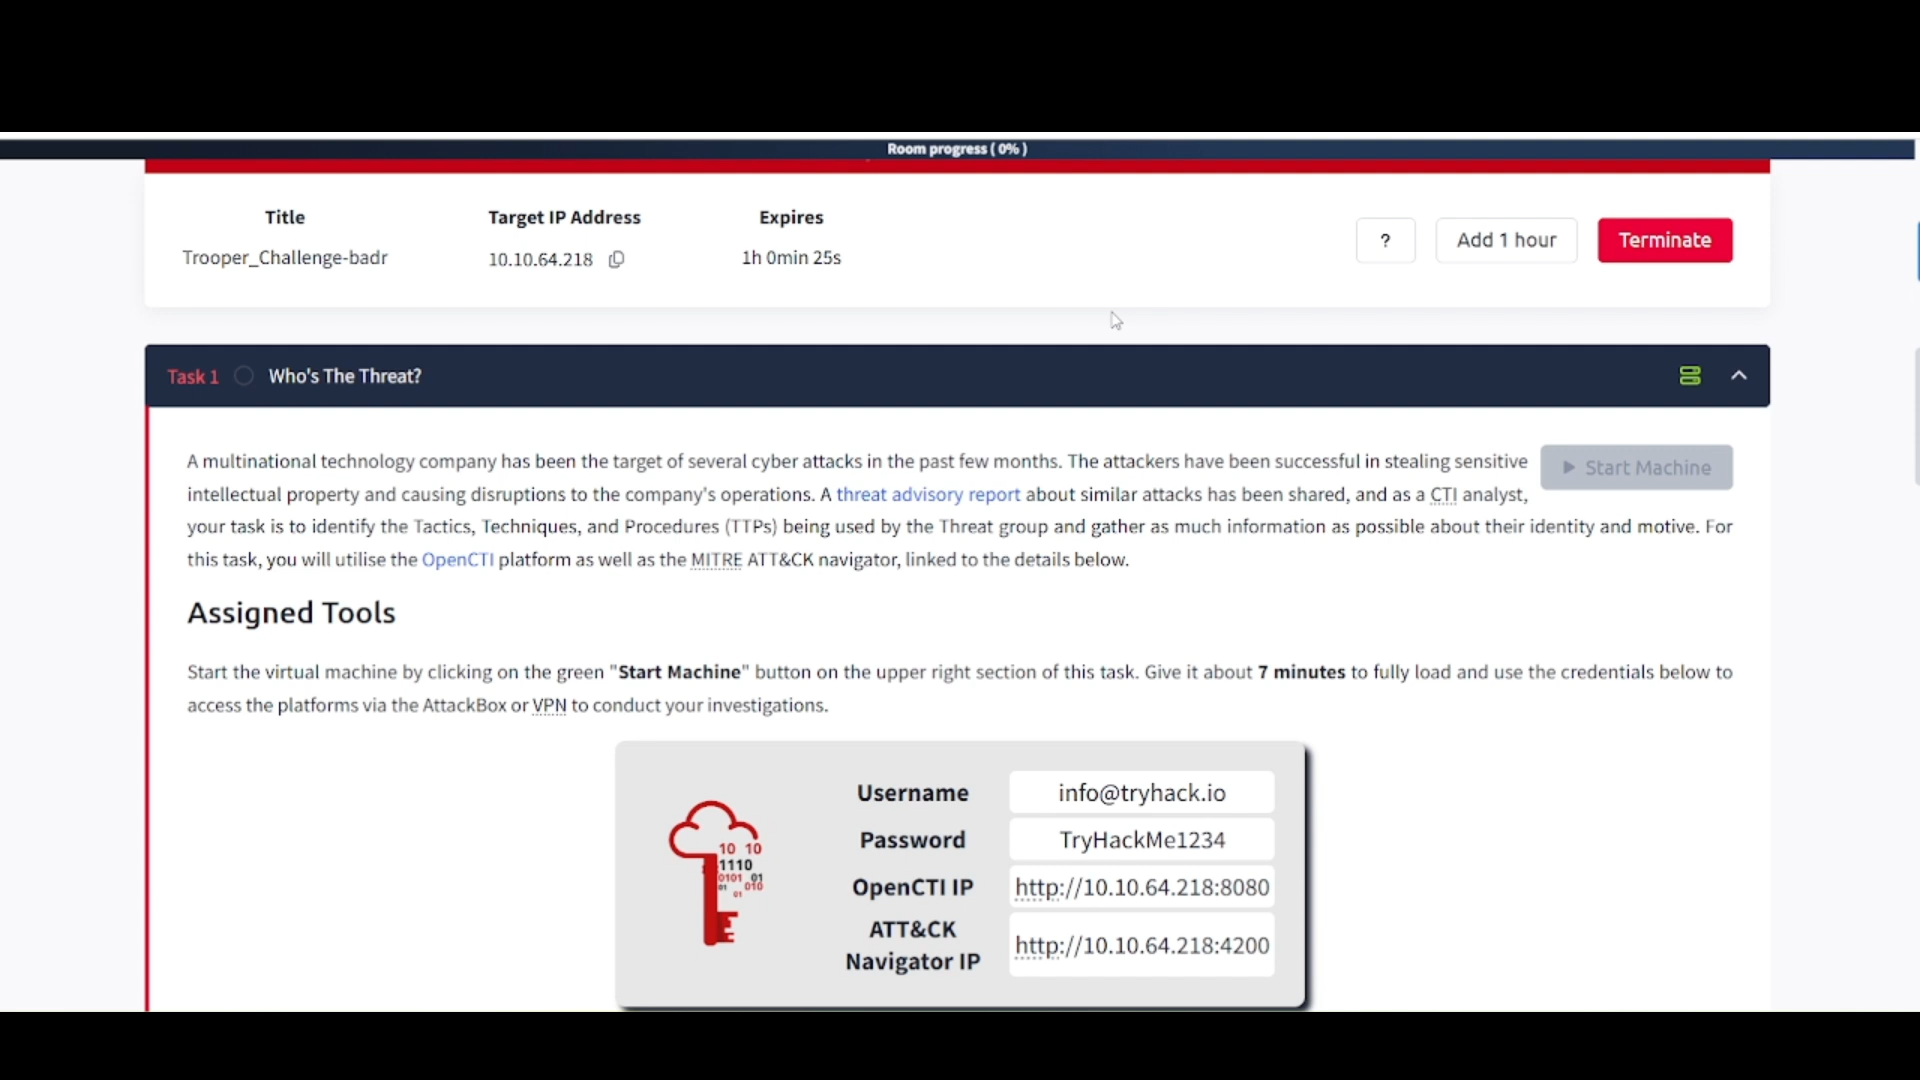 Room progress ( 0% )
Title
Target IP Address
Expires
Trooper_Challenge-badr
10.10.64.218
1h 0min 25s
?
Add 1 hour
Terminate
Task 1
Who's The Threat?
A multinational technology company has been the target of several cyber attacks in the past few months. The attackers have been successful in stealing sensitive
Start Machine
intellectual property and causing disruptions to the company's operations. A threat advisory report about similar attacks has been shared, and as a CTI analyst,
your task is to identify the Tactics, Techniques, and Procedures (TTPs) being used by the Threat group and gather as much information as possible about their identity and motive. For
this task, you will utilise the OpenCTI platform as well as the MITRE ATT&CK navigator, linked to the details below.
Assigned Tools
Start the virtual machine by clicking on the green "Start Machine" button on the upper right section of this task. Give it about 7 minutes to fully load and use the credentials below to
access the platforms via the AttackBox or VPN to conduct your investigations.
Username
info@tryhack.io
Password
TryHackMe1234
OpenCTI IP
http://10.10.64.218:8080
ATT&CK
Navigator IP
http://10.10.64.218:4200
10 10
1110
0101 01
01 010
01